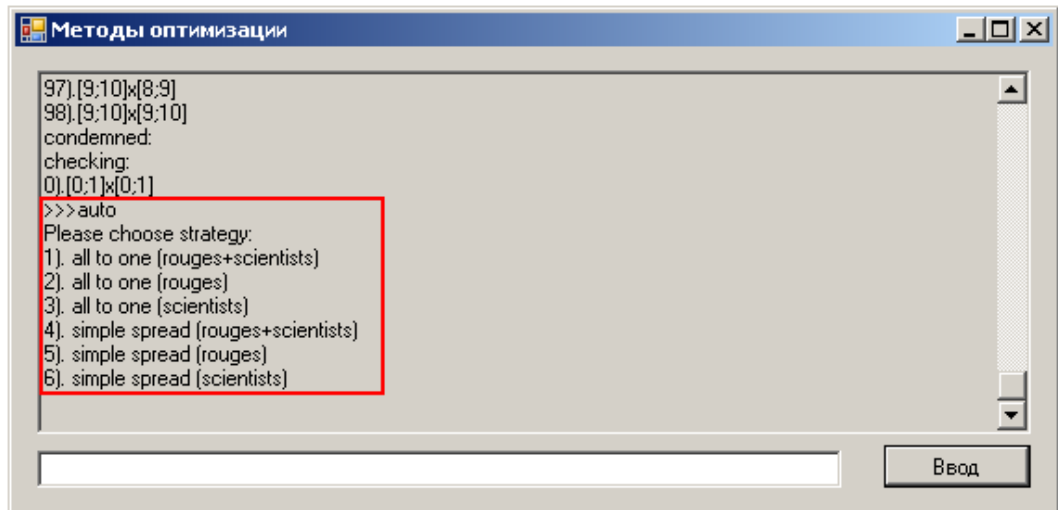 Методы оптимизации
97).[9;10]x[8;9]
98).[9;10]x[9;10]
condemned:
checking:
0).[0;1]x[0;1]
>>>auto
Please choose strategy:
1). all to one (rouges+scientists)
2). all to one (rouges)
3). all to one (scientists)
4). simple spread (rouges+scientists)
5). simple spread (rouges)
6). simple spread (scientists)
Ввод